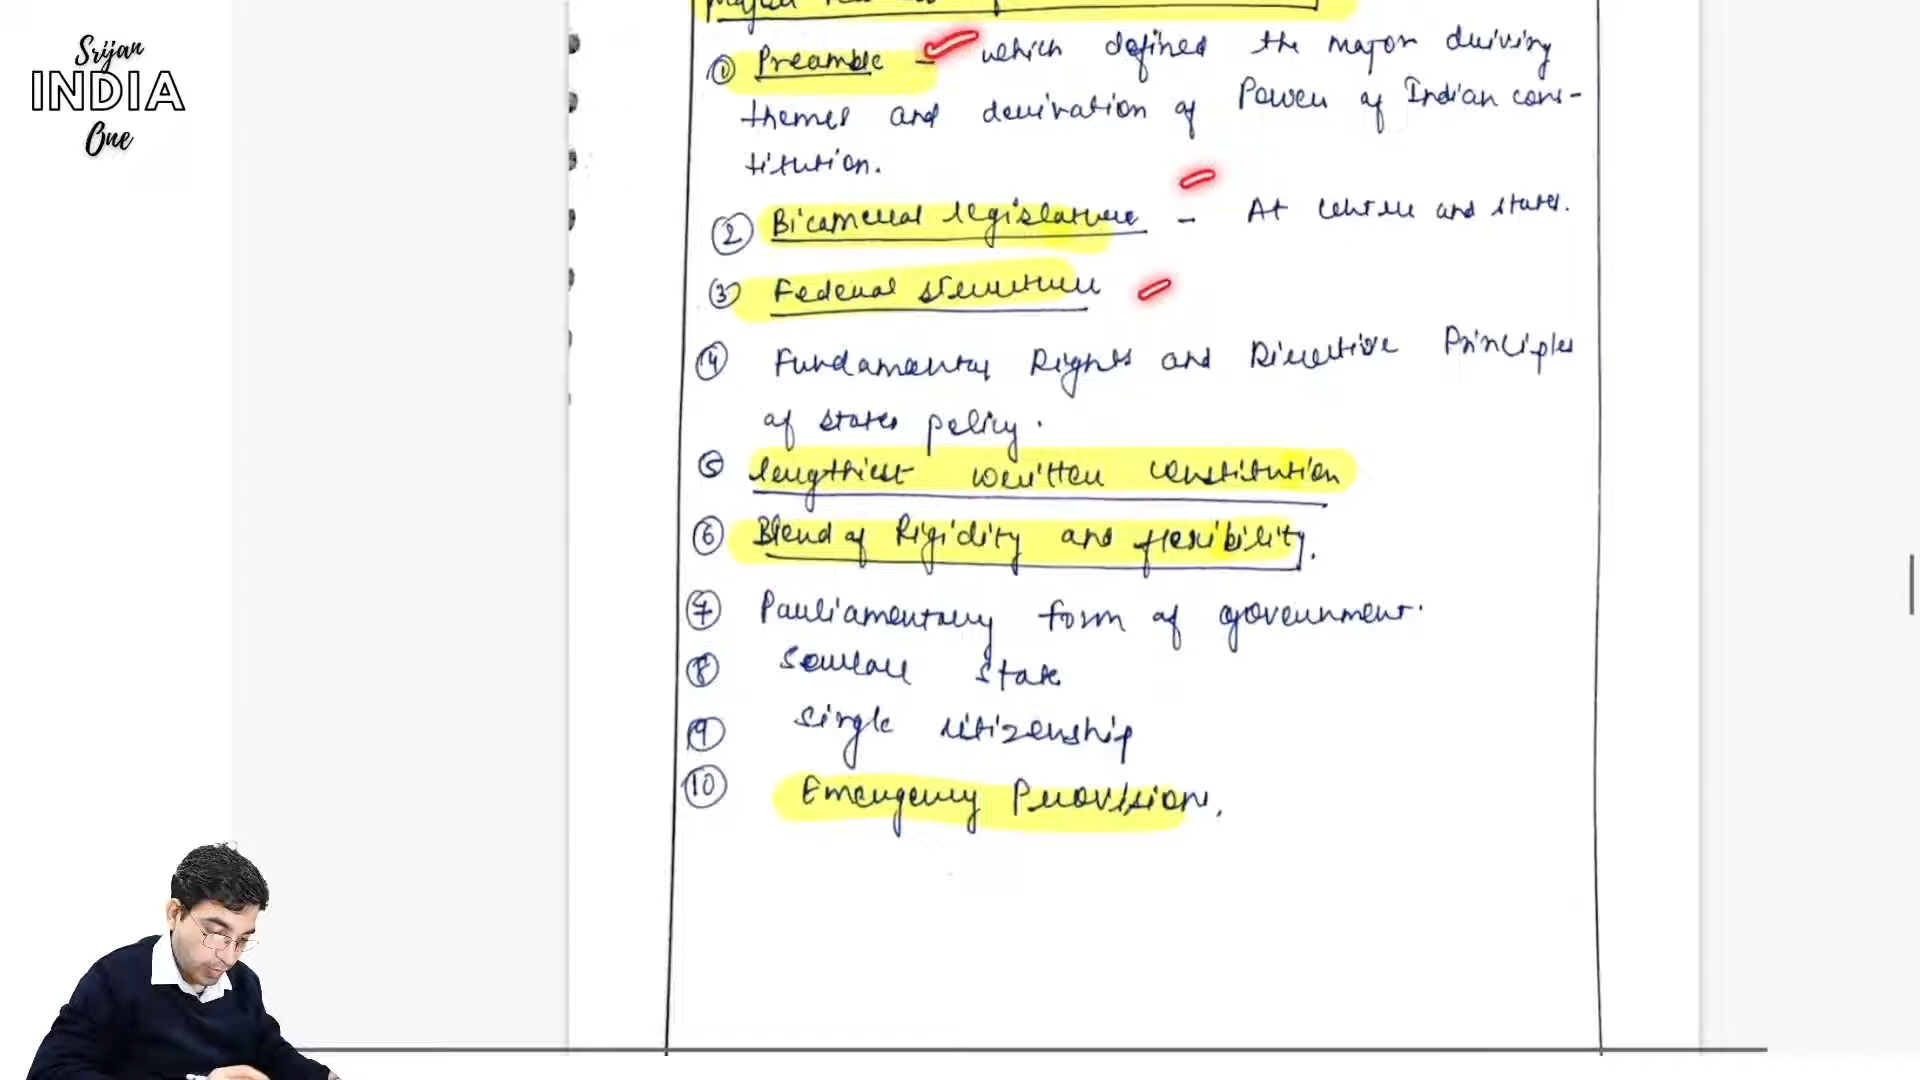 Srijan
INDIA
One
① Preamble - which defined the major driving
themes and derivation of Power of Indian cons-
titution.
② Bicameral legislature - At centre and states.
③ Federal structure
④ Fundamental Rights and Directive Principles
of states policy.
⑤ lengthiest written constitution
⑥ Blend of Rigidity and flexibility.
⑦ Parliamentary form of government.
⑧ Secular state
⑨ single citizenship
⑩ Emergency Provision.